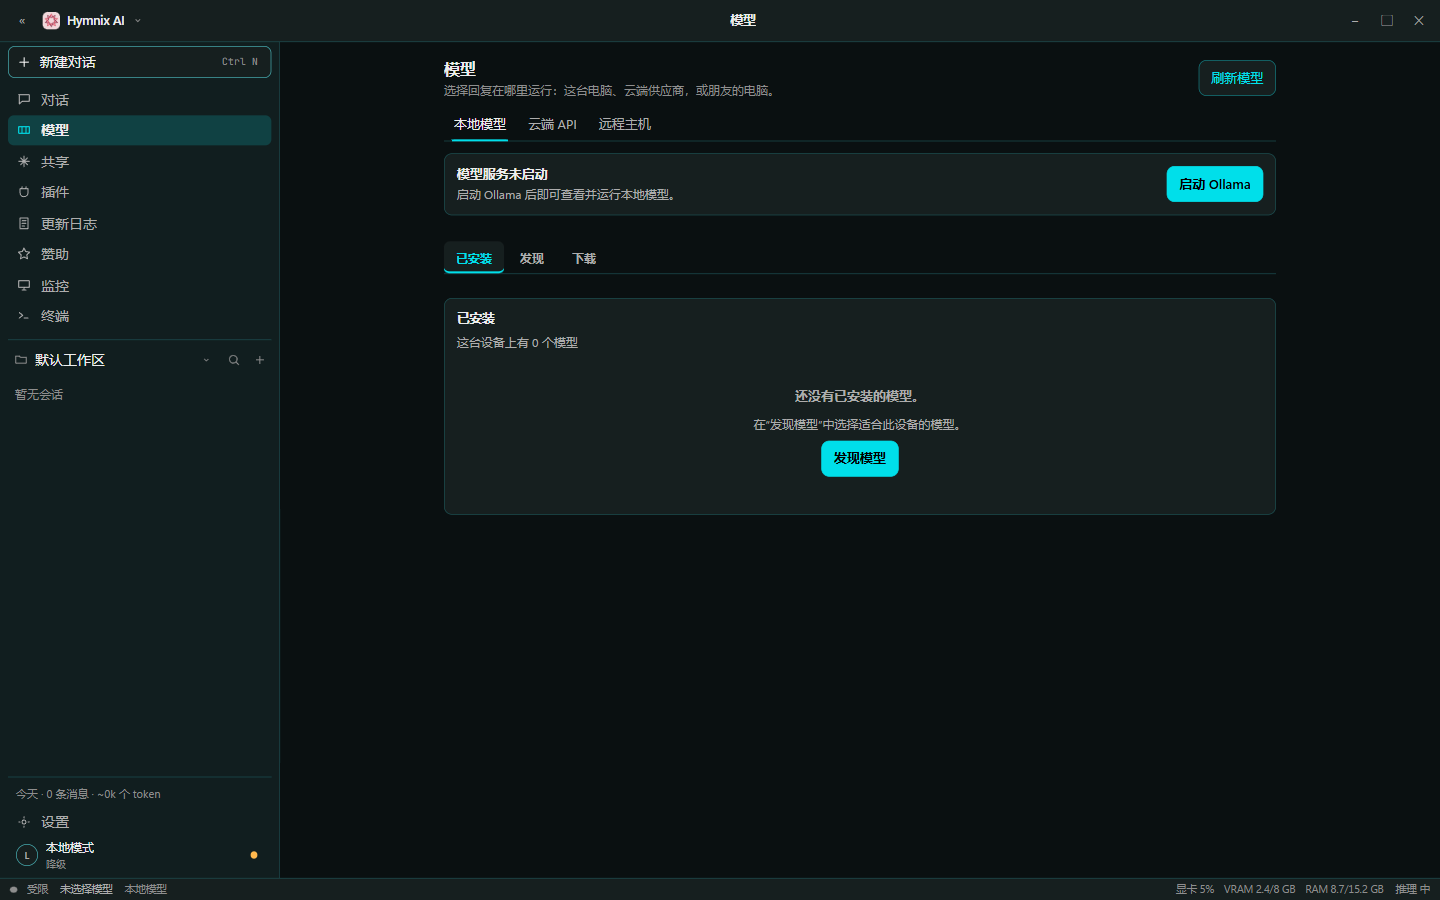 « Hymnix AI
模型
新建对话 Ctrl N
对话
模型
共享
插件
更新日志
赞助
监控
终端
默认工作区
暂无会话
今天 · 0 条消息 · ~0k 个 token
设置
L 本地模式
降级
模型
选择回复在哪里运行：这台电脑、云端供应商，或朋友的电脑。
刷新模型
本地模型 云端 API 远程主机
模型服务未启动
启动 Ollama 后即可查看并运行本地模型。
启动 Ollama
已安装 发现 下载
已安装
这台设备上有 0 个模型
还没有已安装的模型。
在“发现模型”中选择适合此设备的模型。
发现模型
受限 未选择模型 本地模型
显卡 5% VRAM 2.4/8 GB RAM 8.7/15.2 GB 推理 中